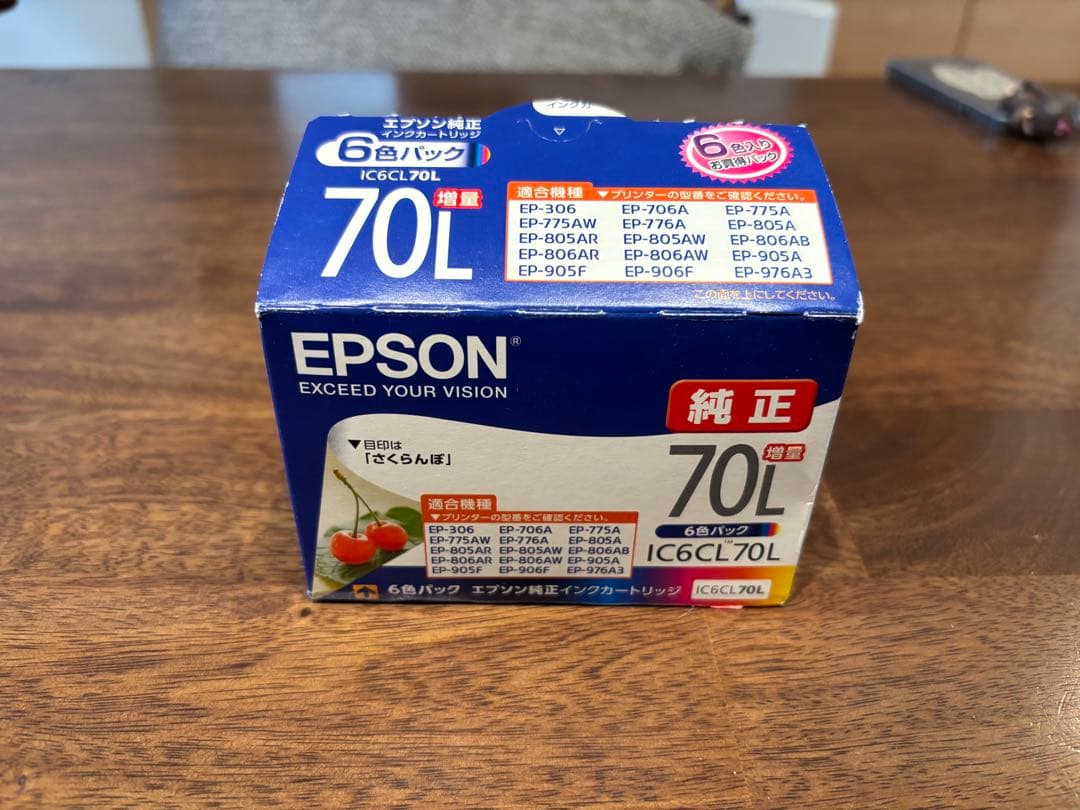 インクカ
エプソン純正
インクカートリッジ
6色パック
IC6CL70L
70L 増量
6色入り
お買得パック
適合機種 ▼プリンターの型番をご確認ください。
EP-306 EP-706A EP-775A
EP-775AW EP-776A EP-805A
EP-805AR EP-805AW EP-806AB
EP-806AR EP-806AW EP-905A
EP-905F EP-906F EP-976A3
この面を上にしてください。
EPSON®
EXCEED YOUR VISION
純正
▼目印は
「さくらんぼ」
70L 増量
6色パック
IC6CL™70L
適合機種
▼プリンターの型番をご確認ください。
EP-306 EP-706A EP-775A
EP-775AW EP-776A EP-805A
EP-805AR EP-805AW EP-806AB
EP-806AR EP-806AW EP-905A
EP-905F EP-906F EP-976A3
6色パック エプソン純正インクカートリッジ IC6CL70L